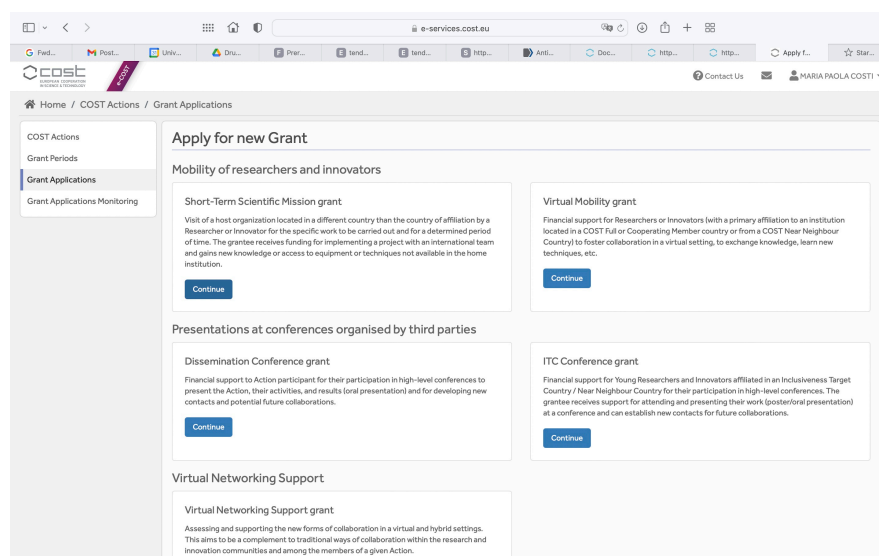 e-services.cost.eu
Fwd...
Post...
Univ...
Dru...
Prer...
tend...
tend...
http...
Anti...
Doc...
http...
http...
Apply f...
Star...
cost
EUROPEAN COOPERATION
IN SCIENCE & TECHNOLOGY
e-COST
Contact Us
MARIA PAOLA COSTI
Home / COST Actions / Grant Applications
COST Actions
Grant Periods
Grant Applications
Grant Applications Monitoring
Apply for new Grant
Mobility of researchers and innovators
Short-Term Scientific Mission grant
Visit of a host organization located in a different country than the country of affiliation by a
Researcher or Innovator for the specific work to be carried out and for a determined period
of time. The grantee receives funding for implementing a project with an international team
and gains new knowledge or access to equipment or techniques not available in the home
institution.
Continue
Virtual Mobility grant
Financial support for Researchers or Innovators (with a primary affiliation to an institution
located in a COST Full or Cooperating Member country or from a COST Near Neighbour
Country) to foster collaboration in a virtual setting, to exchange knowledge, learn new
techniques, etc.
Continue
Presentations at conferences organised by third parties
Dissemination Conference grant
Financial support to Action participant for their participation in high-level conferences to
present the Action, their activities, and results (oral presentation) and for developing new
contacts and potential future collaborations.
Continue
ITC Conference grant
Financial support for Young Researchers and Innovators affiliated in an Inclusiveness Target
Country / Near Neighbour Country for their participation in high-level conferences. The
grantee receives support for attending and presenting their work (poster/oral presentation)
at a conference and can establish new contacts for future collaborations.
Continue
Virtual Networking Support
Virtual Networking Support grant
Assessing and supporting the new forms of collaboration in a virtual and hybrid settings.
This aims to be a complement to traditional ways of collaboration within the research and
innovation communities and among the members of a given Action.